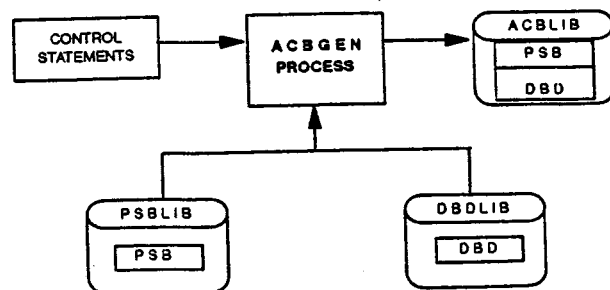 CONTROL
STATEMENTS
ACBGEN
PROCESS
ACBLIB
PSB
DBD
PSBLIB
PSB
DBDLIB
DBD